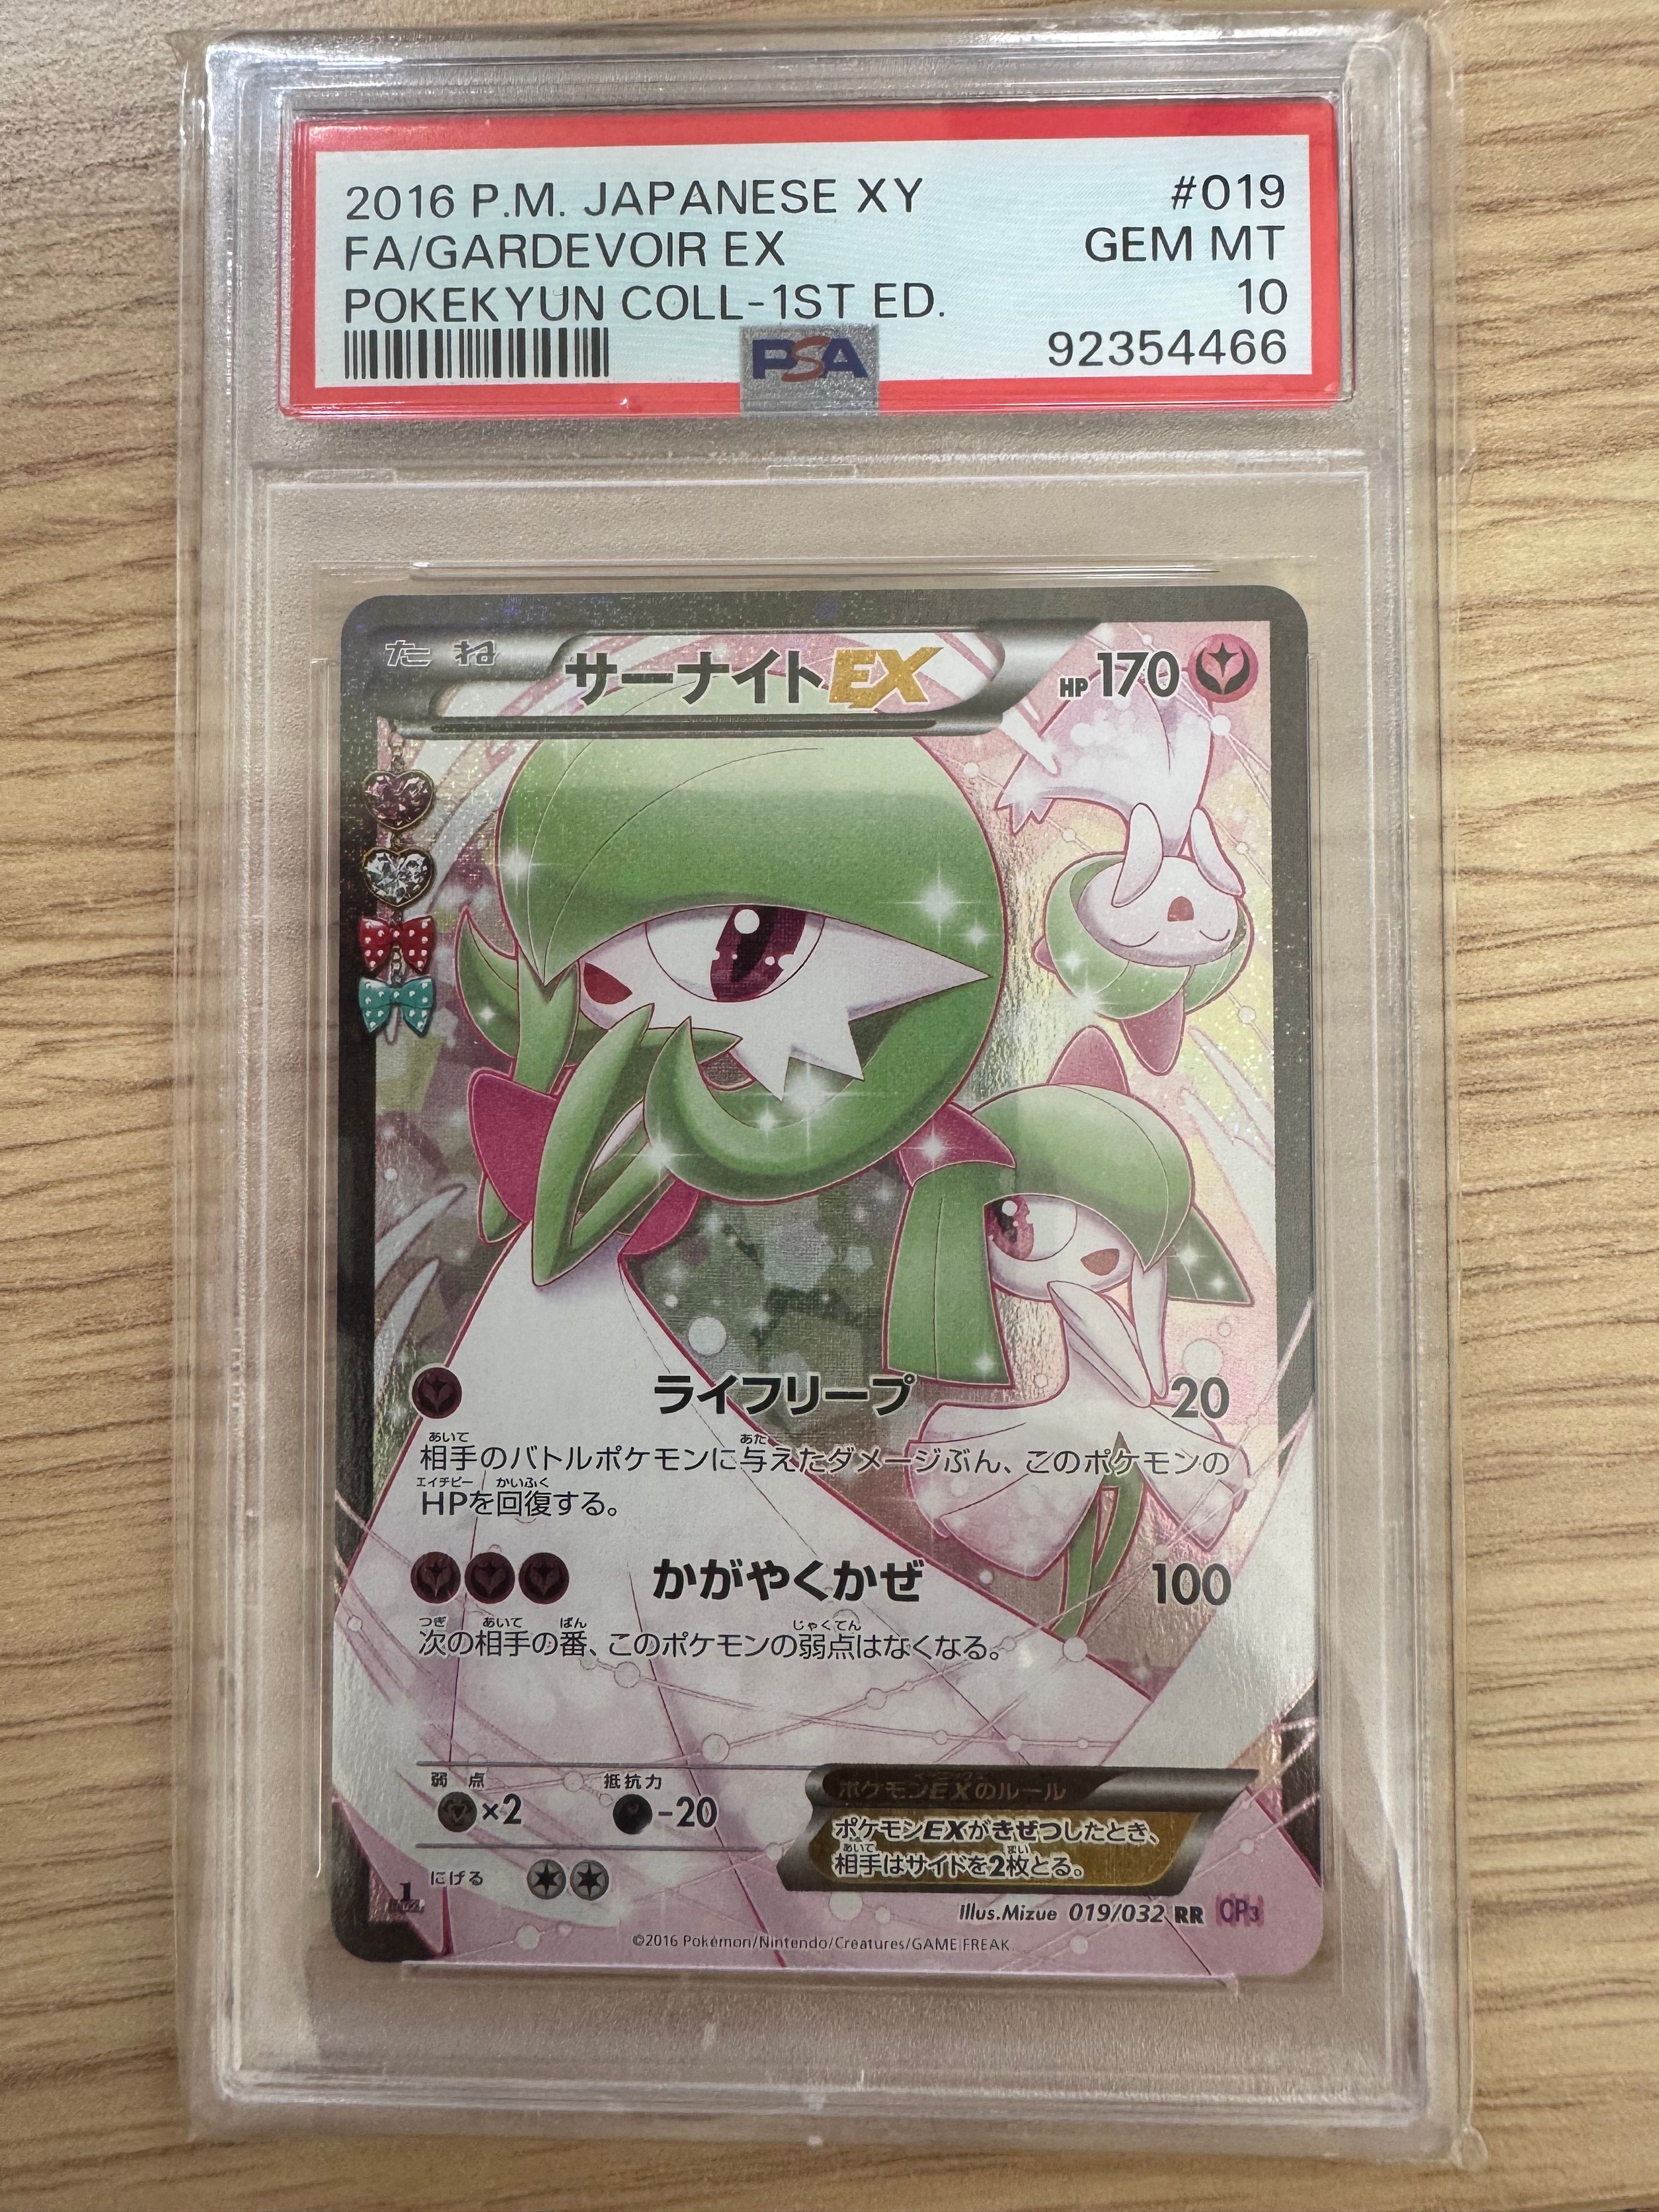 2016 P.M. JAPANESE XY #019
FA/GARDEVOIR EX GEM MT
POKEKYUN COLL-1ST ED. 10
PSA 92354466
たね サーナイトEX HP170
ライフリープ 20
相手のバトルポケモンに与えたダメージぶん、このポケモンの
HPを回復する。
かがやくかぜ 100
次の相手の番、このポケモンの弱点はなくなる。
弱点 抵抗力
×2 -20
にげる
ポケモンEXのルール
ポケモンEXがきぜつしたとき、
相手はサイドを2枚とる。
1
illus.Mizue 019/032 RR CP3
©2016 Pokémon/Nintendo/Creatures/GAME FREAK.